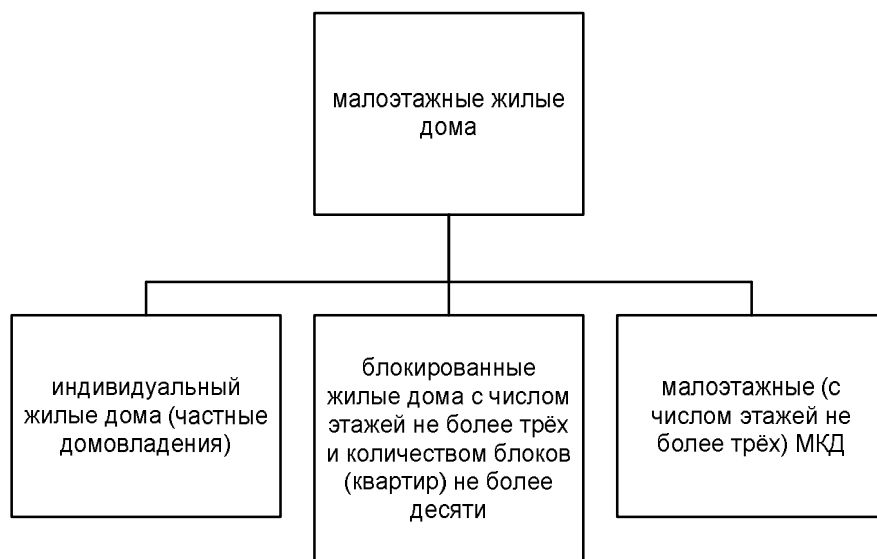 малоэтажные жилые
дома
индивидуальный
жилые дома (частные
домовладения)
блокированные
жилые дома с числом
этажей не более трёх
и количеством блоков
(квартир) не более
десяти
малоэтажные (с
числом этажей не
более трёх) МКД